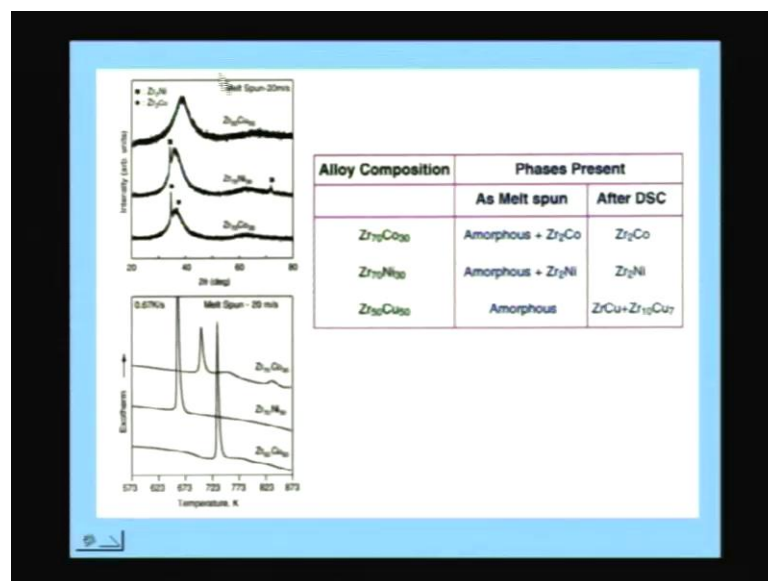 Zr₂Ni
Zr₂Co
Melt Spun-20m/s
Zr₅₀Cu₅₀
Zr₇₀Ni₃₀
Zr₇₀Co₃₀
Intensity (arb. units)
20 40 60 80
2θ (deg)
0.67K/s Melt Spun - 20 m/s
Zr₇₀Co₃₀
Zr₇₀Ni₃₀
Zr₅₀Cu₅₀
Exotherm
573 623 673 723 773 823 873
Temperature, K
Alloy Composition Phases Present
As Melt spun After DSC
Zr₇₀Co₃₀ Amorphous + Zr₂Co Zr₂Co
Zr₇₀Ni₃₀ Amorphous + Zr₂Ni Zr₂Ni
Zr₅₀Cu₅₀ Amorphous ZrCu+Zr₁₀Cu₇